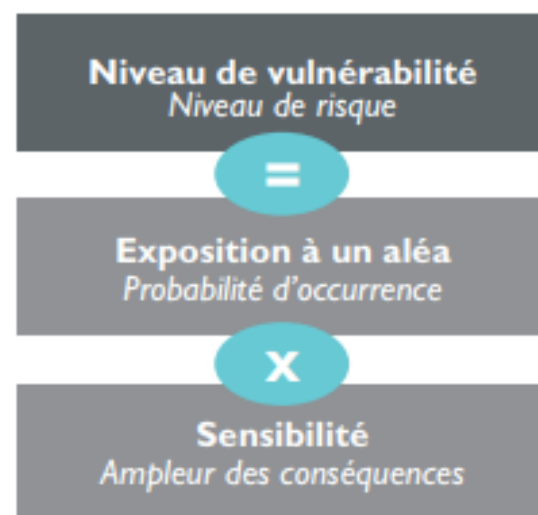 Niveau de vulnérabilité
Niveau de risque
=
Exposition à un aléa
Probabilité d’occurrence
x
Sensibilité
Ampleur des conséquences